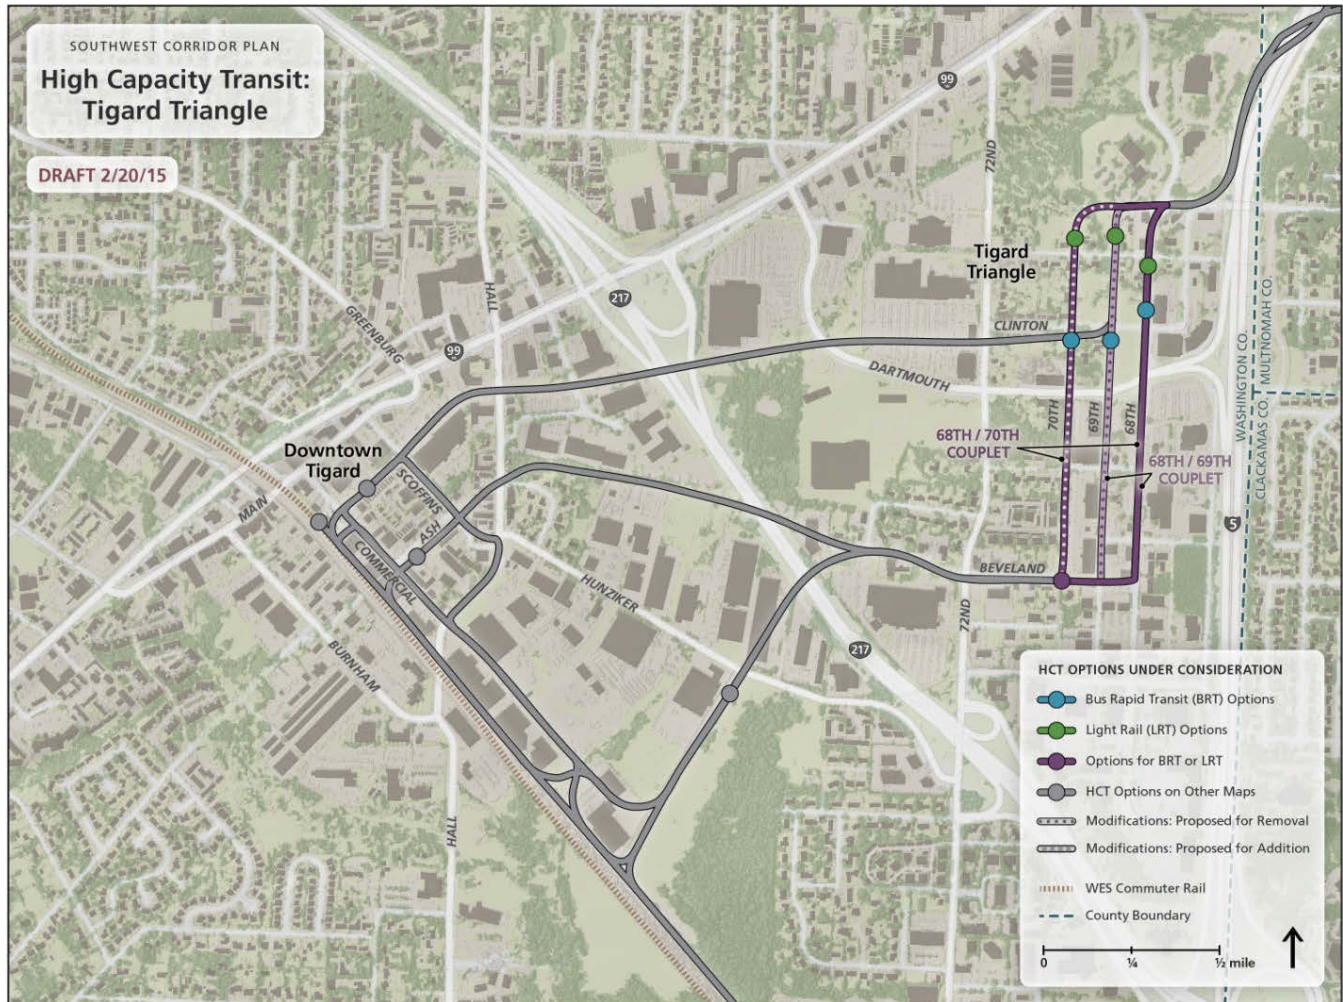 SOUTHWEST CORRIDOR PLAN
High Capacity Transit:
Tigard Triangle
DRAFT 2/20/15
99
72ND
HALL
217
GREENBURG
99
Tigard
Triangle
CLINTON
DARTMOUTH
WASHINGTON CO.
MULTNOMAH CO.
CLACKAMAS CO.
70TH
69TH
68TH
68TH / 70TH
COUPLET
68TH / 69TH
COUPLET
Downtown
Tigard
SCOFFINS
MAIN
ASH
COMMERCIAL
HUNZIKER
BURNHAM
BEVELAND
5
72ND
217
HALL
HCT OPTIONS UNDER CONSIDERATION
Bus Rapid Transit (BRT) Options
Light Rail (LRT) Options
Options for BRT or LRT
HCT Options on Other Maps
Modifications: Proposed for Removal
Modifications: Proposed for Addition
WES Commuter Rail
County Boundary
0 ¼ ½ mile